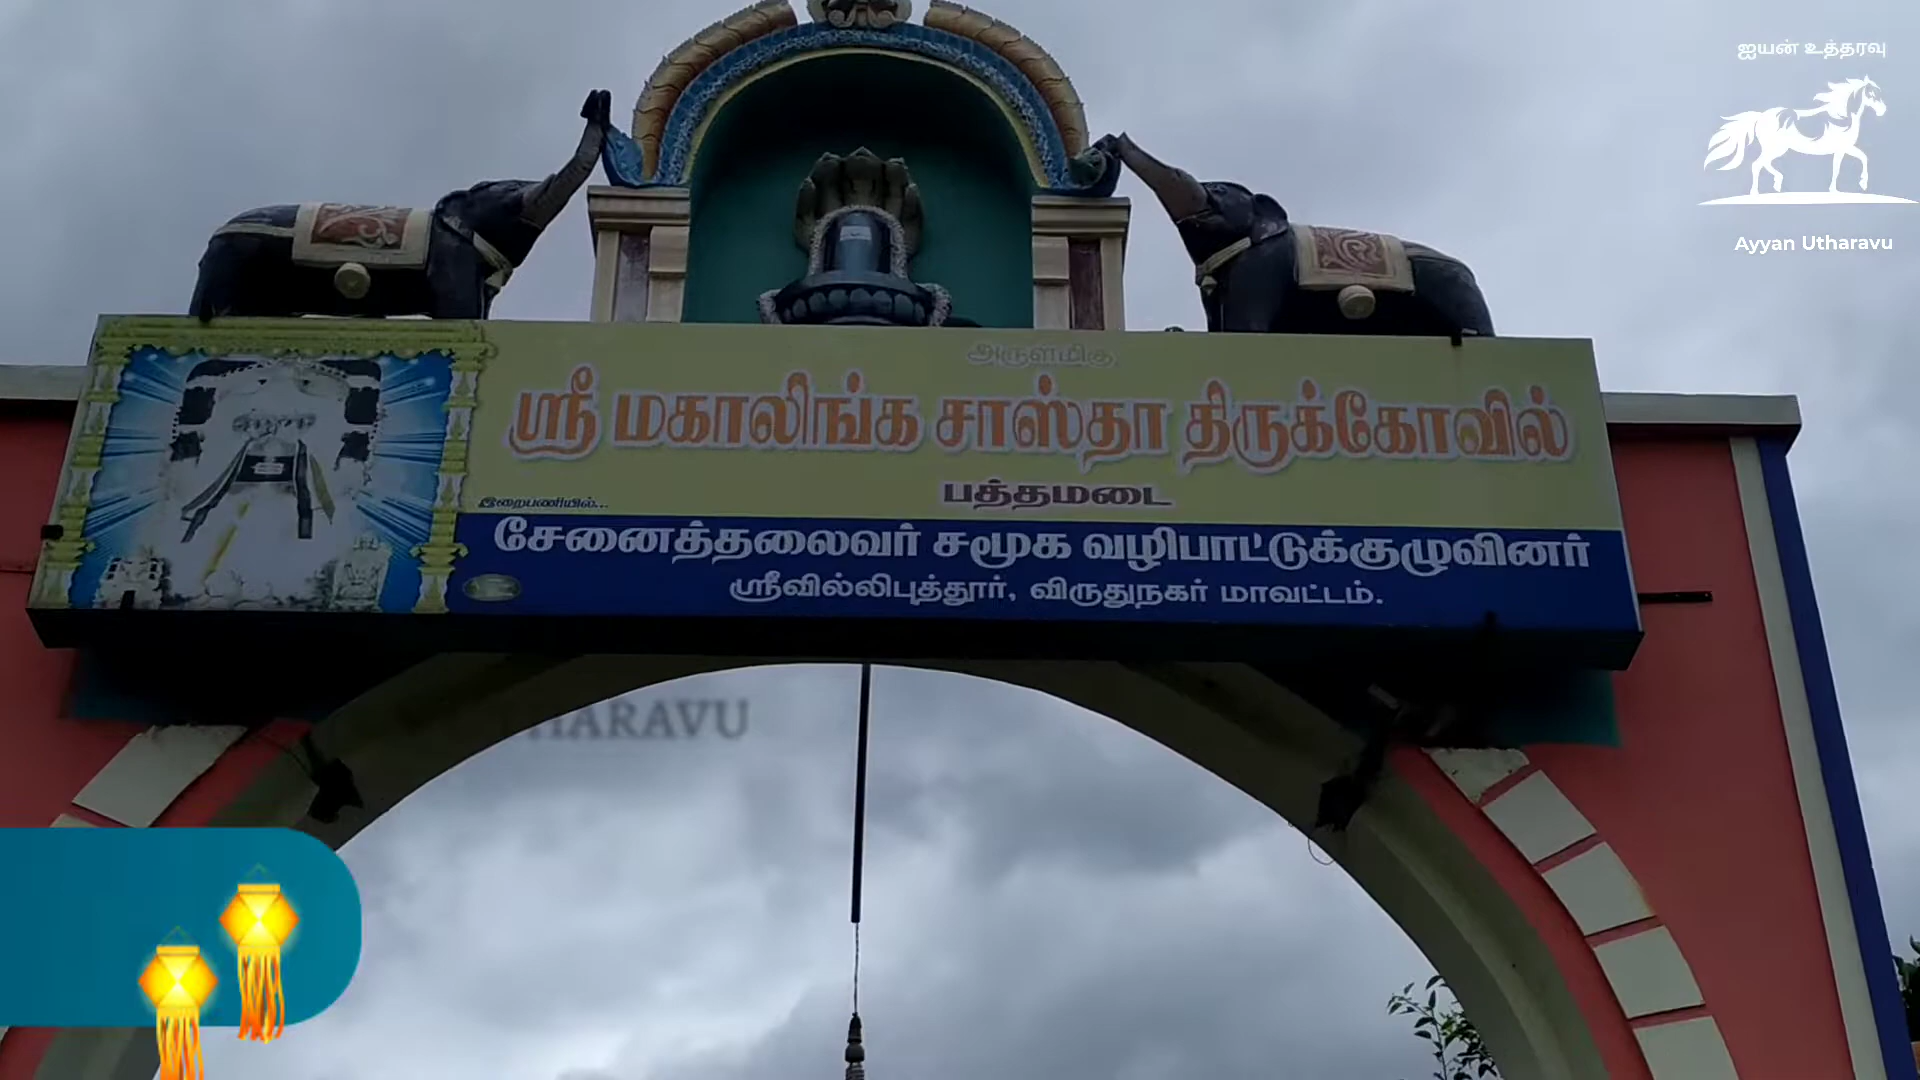 ஐயன் உத்தரவு
Ayyan Utharavu
அருள்மிகு
ஸ்ரீ மகாலிங்க சாஸ்தா திருக்கோவில்
பத்தமடை
இறைபணியில்...
சேனைத்தலைவர் சமூக வழிபாட்டுக்குழுவினர்
ஸ்ரீவில்லிபுத்தூர், விருதுநகர் மாவட்டம்.
THARAVU